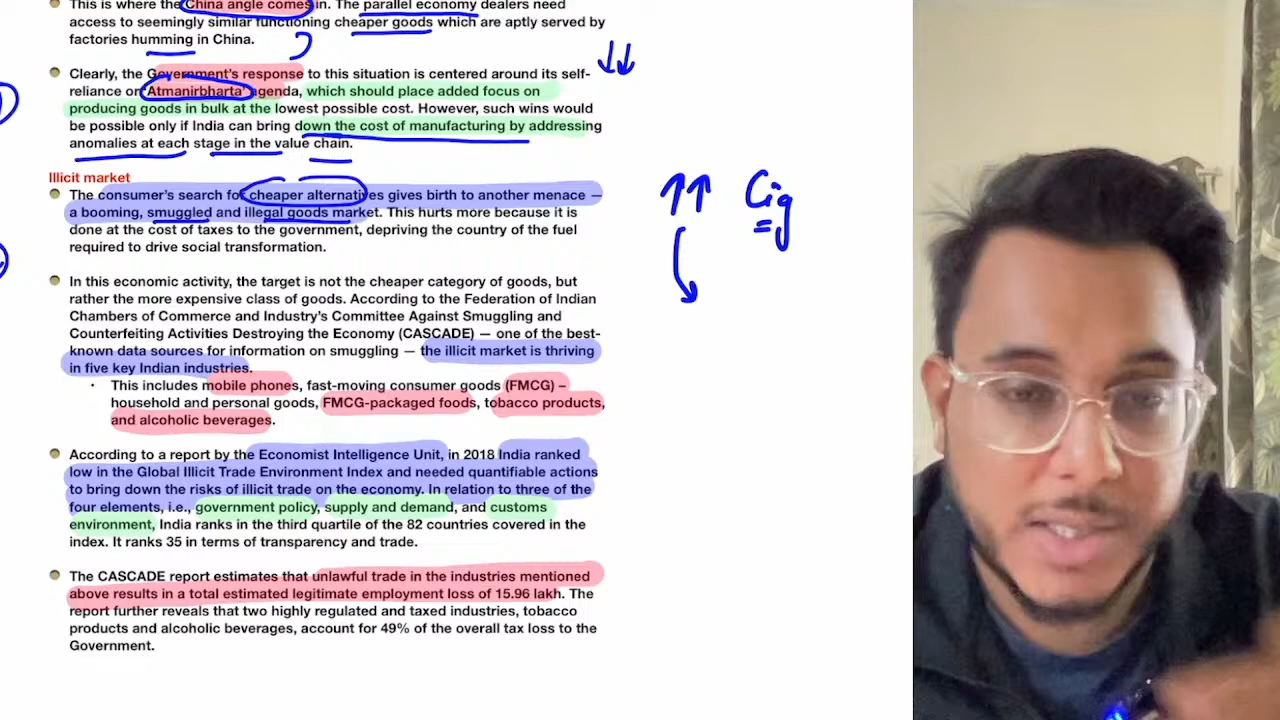 This is where the China angle comes in. The parallel economy dealers need
access to seemingly similar functioning cheaper goods which are aptly served by
factories humming in China.
Clearly, the Government's response to this situation is centered around its self-
reliance or 'Atmanirbharta' agenda, which should place added focus on
producing goods in bulk at the lowest possible cost. However, such wins would
be possible only if India can bring down the cost of manufacturing by addressing
anomalies at each stage in the value chain.
Illicit market
The consumer's search for cheaper alternatives gives birth to another menace —
a booming, smuggled and illegal goods market. This hurts more because it is
done at the cost of taxes to the government, depriving the country of the fuel
required to drive social transformation.
Cig
In this economic activity, the target is not the cheaper category of goods, but
rather the more expensive class of goods. According to the Federation of Indian
Chambers of Commerce and Industry's Committee Against Smuggling and
Counterfeiting Activities Destroying the Economy (CASCADE) — one of the best-
known data sources for information on smuggling — the illicit market is thriving
in five key Indian industries.
This includes mobile phones, fast-moving consumer goods (FMCG) –
household and personal goods, FMCG-packaged foods, tobacco products,
and alcoholic beverages.
According to a report by the Economist Intelligence Unit, in 2018 India ranked
low in the Global Illicit Trade Environment Index and needed quantifiable actions
to bring down the risks of illicit trade on the economy. In relation to three of the
four elements, i.e., government policy, supply and demand, and customs
environment, India ranks in the third quartile of the 82 countries covered in the
index. It ranks 35 in terms of transparency and trade.
The CASCADE report estimates that unlawful trade in the industries mentioned
above results in a total estimated legitimate employment loss of 15.96 lakh. The
report further reveals that two highly regulated and taxed industries, tobacco
products and alcoholic beverages, account for 49% of the overall tax loss to the
Government.